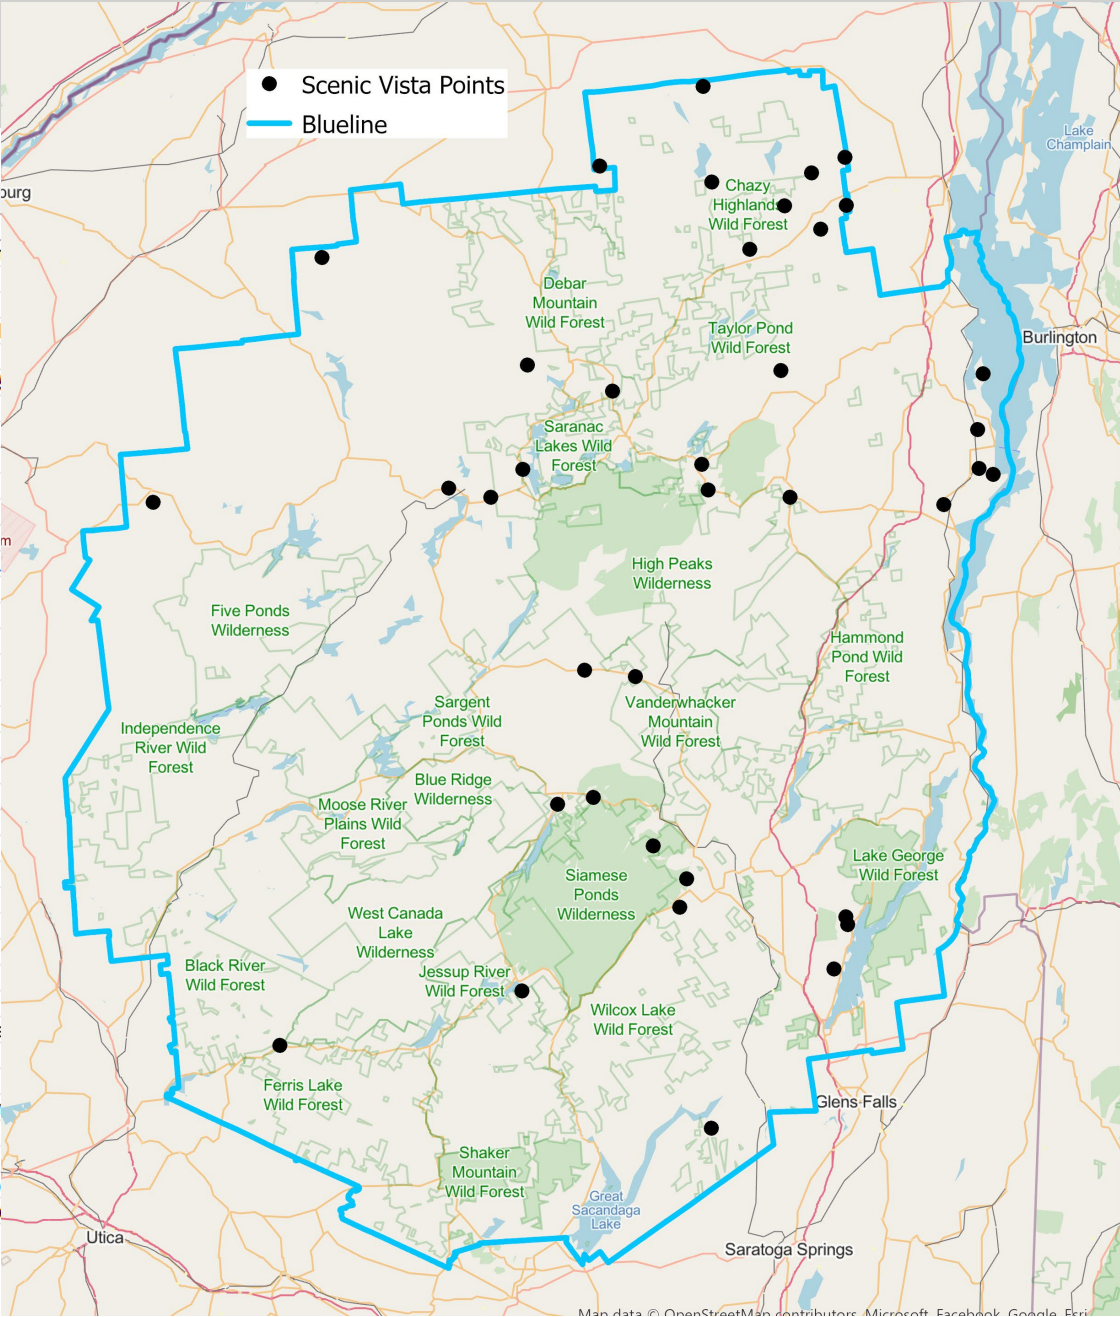 Scenic Vista Points
Blueline
Lake
Champlain
burg
Chazy
Highlands
Wild Forest
Debar
Mountain
Wild Forest
Taylor Pond
Wild Forest
Burlington
Saranac
Lakes Wild
Forest
m
High Peaks
Wilderness
Five Ponds
Wilderness
Hammond
Pond Wild
Forest
Sargent
Ponds Wild
Forest
Vanderwhacker
Mountain
Wild Forest
Independence
River Wild
Forest
Blue Ridge
Wilderness
Moose River
Plains Wild
Forest
Lake George
Wild Forest
Siamese
Ponds
Wilderness
West Canada
Lake
Wilderness
Black River
Wild Forest
Jessup River
Wild Forest
Wilcox Lake
Wild Forest
Ferris Lake
Wild Forest
Glens Falls
Shaker
Mountain
Wild Forest
Great
Sacandaga
Lake
Utica
Saratoga Springs
Map data © OpenStreetMap contributors, Microsoft, Facebook, Google, Esri